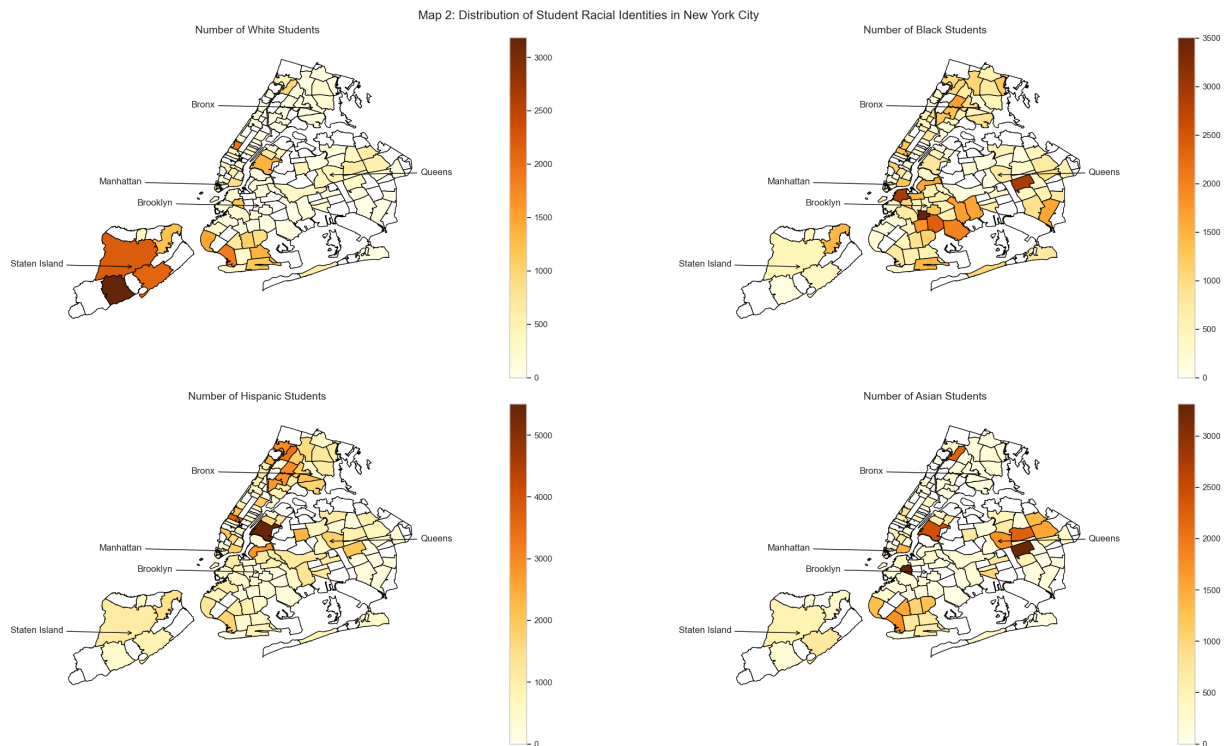 Map 2: Distribution of Student Racial Identities in New York City
Number of White Students
3000
2500
2000
1500
1000
500
0
Bronx
Manhattan
Queens
Brooklyn
Staten Island
Number of Black Students
3500
3000
2500
2000
1500
1000
500
0
Bronx
Manhattan
Queens
Brooklyn
Staten Island
Number of Hispanic Students
5000
4000
3000
2000
1000
0
Bronx
Manhattan
Queens
Brooklyn
Staten Island
Number of Asian Students
3000
2500
2000
1500
1000
500
0
Bronx
Manhattan
Queens
Brooklyn
Staten Island